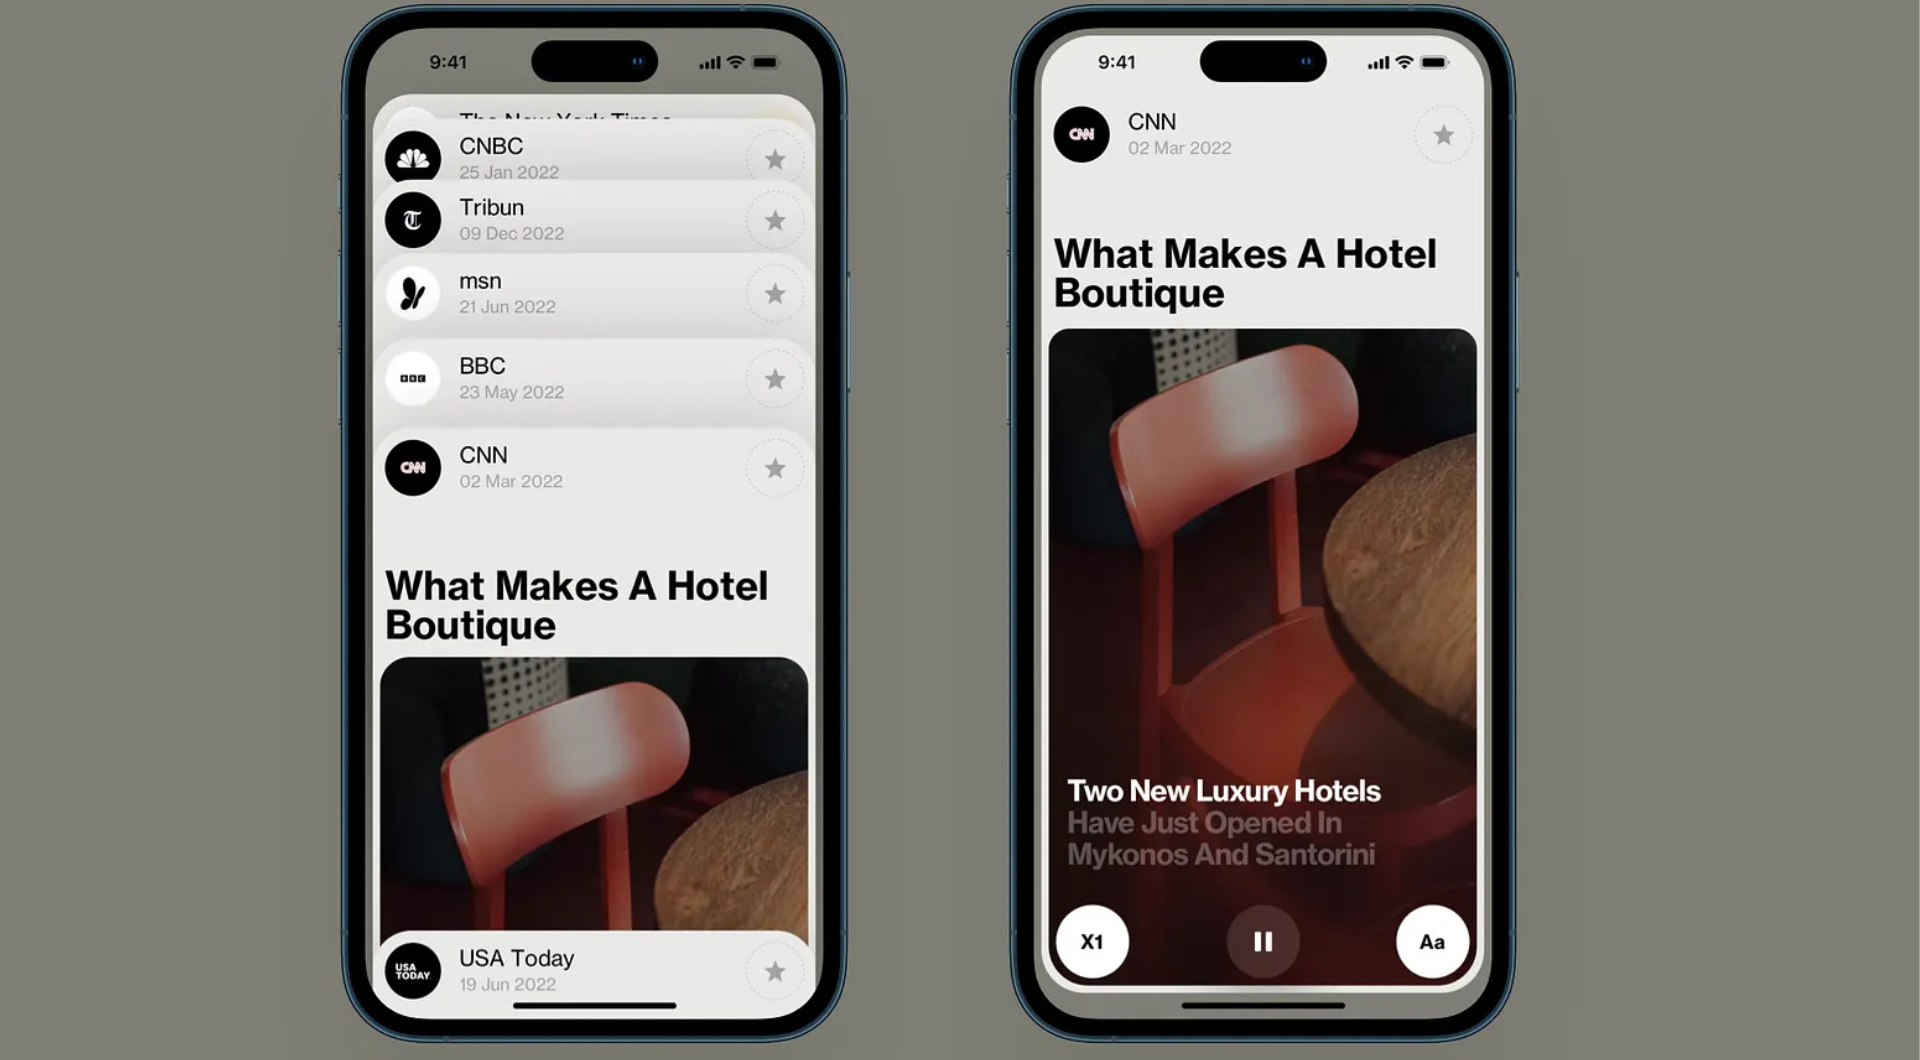 9:41
The New York Times
CNBC
25 Jan 2022
Tribun
09 Dec 2022
msn
21 Jun 2022
BBC
BBC
23 May 2022
CNN
CNN
02 Mar 2022
What Makes A Hotel
Boutique
USA
TODAY
USA Today
19 Jun 2022
9:41
CNN
CNN
02 Mar 2022
What Makes A Hotel
Boutique
Two New Luxury Hotels
Have Just Opened In
Mykonos And Santorini
X1
Aa